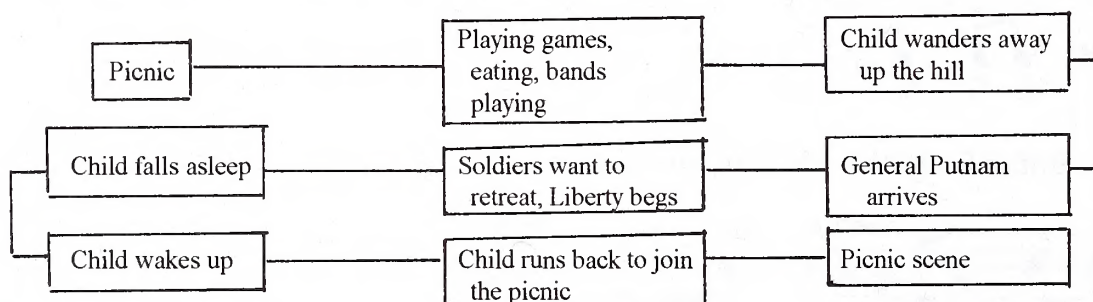 Picnic
Playing games,
eating, bands
playing
Child wanders away
up the hill
Child falls asleep
Soldiers want to
retreat, Liberty begs
General Putnam
arrives
Child wakes up
Child runs back to join
the picnic
Picnic scene